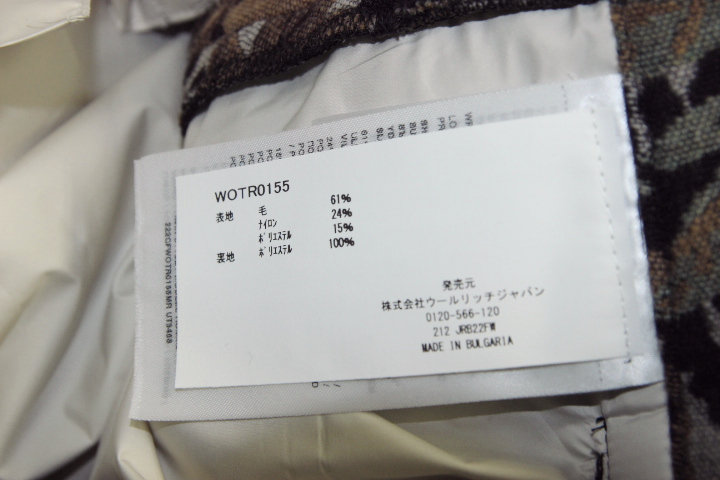 WOTR0155
表地 毛 61%
ﾅｲﾛﾝ 24%
ﾎﾟﾘｴｽﾃﾙ 15%
裏地 ﾎﾟﾘｴｽﾃﾙ 100%
発売元
株式会社ウールリッチジャパン
0120-566-120
212 JRB22FW
MADE IN BULGARIA